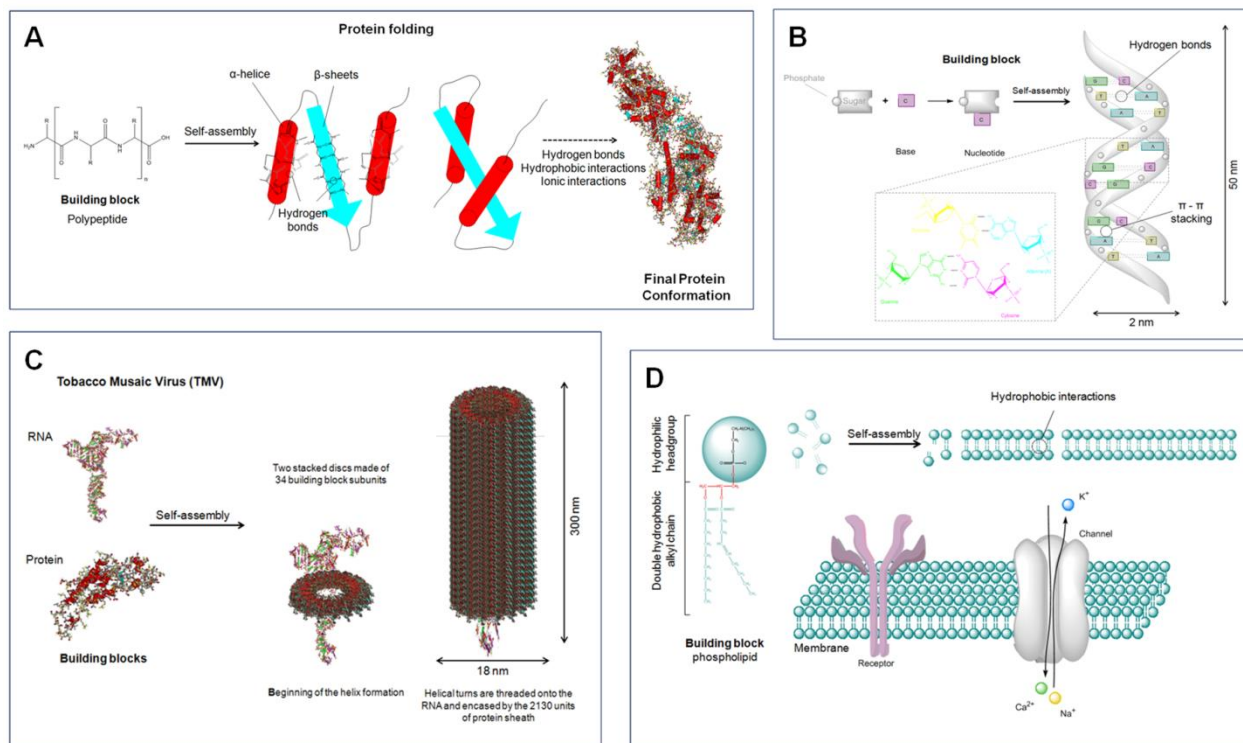 A
Protein folding
α-helice
β-sheets
Self-assembly
Building block
Polypeptide
Hydrogen
bonds
Hydrogen bonds
Hydrophobic interactions
Ionic interactions
Final Protein
Conformation
B
Building block
Phosphate
Sugar
+
C
Self-assembly
Base
Nucleotide
C
Hydrogen bonds
π - π
stacking
50 nm
2 nm
G C
T A
A T
T A
G C
C G
G C
A T
T A
Guanine
C
Tobacco Musaic Virus (TMV)
RNA
Protein
Self-assembly
Building blocks
Two stacked discs made of
34 building block subunits
Beginning of the helix formation
300 nm
18 nm
Helical turns are threaded onto the
RNA and encased by the 2130 units
of protein sheath
D
Hydrophilic
headgroup
Double hydrophobic
alkyl chain
Building block
phospholipid
Self-assembly
Hydrophobic interactions
K⁺
Channel
Membrane
Receptor
Ca²⁺
Na⁺